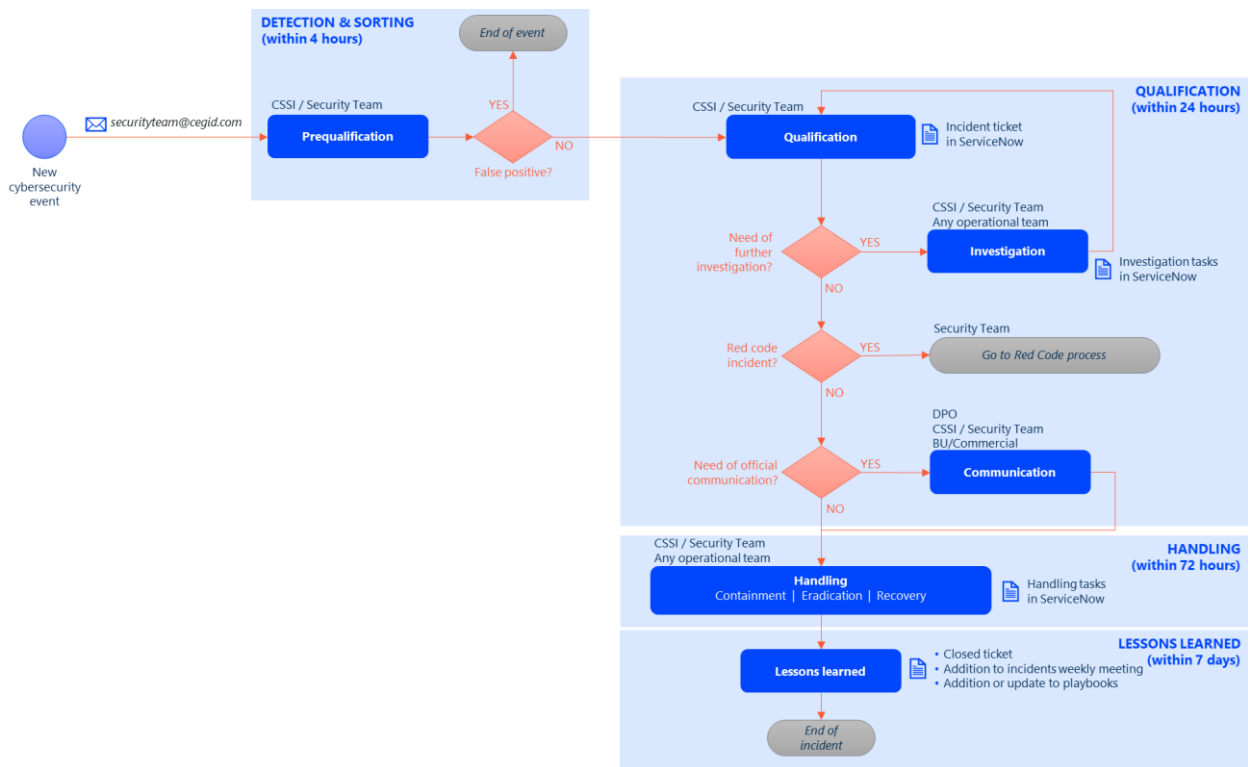 DETECTION & SORTING
(within 4 hours)
End of event
CSSI / Security Team
YES
securityteam@cegid.com
Prequalification
NO
False positive?
New
cybersecurity
event
QUALIFICATION
(within 24 hours)
CSSI / Security Team
Qualification
Incident ticket
in ServiceNow
CSSI / Security Team
Any operational team
Need of
further
investigation?
YES
Investigation
Investigation tasks
in ServiceNow
NO
Security Team
Red code
incident?
YES
Go to Red Code process
NO
DPO
CSSI / Security Team
BU/Commercial
Need of official
communication?
YES
Communication
NO
CSSI / Security Team
Any operational team
HANDLING
(within 72 hours)
Handling
Containment | Eradication | Recovery
Handling tasks
in ServiceNow
LESSONS LEARNED
(within 7 days)
Lessons learned
• Closed ticket
• Addition to incidents weekly meeting
• Addition or update to playbooks
End of
incident